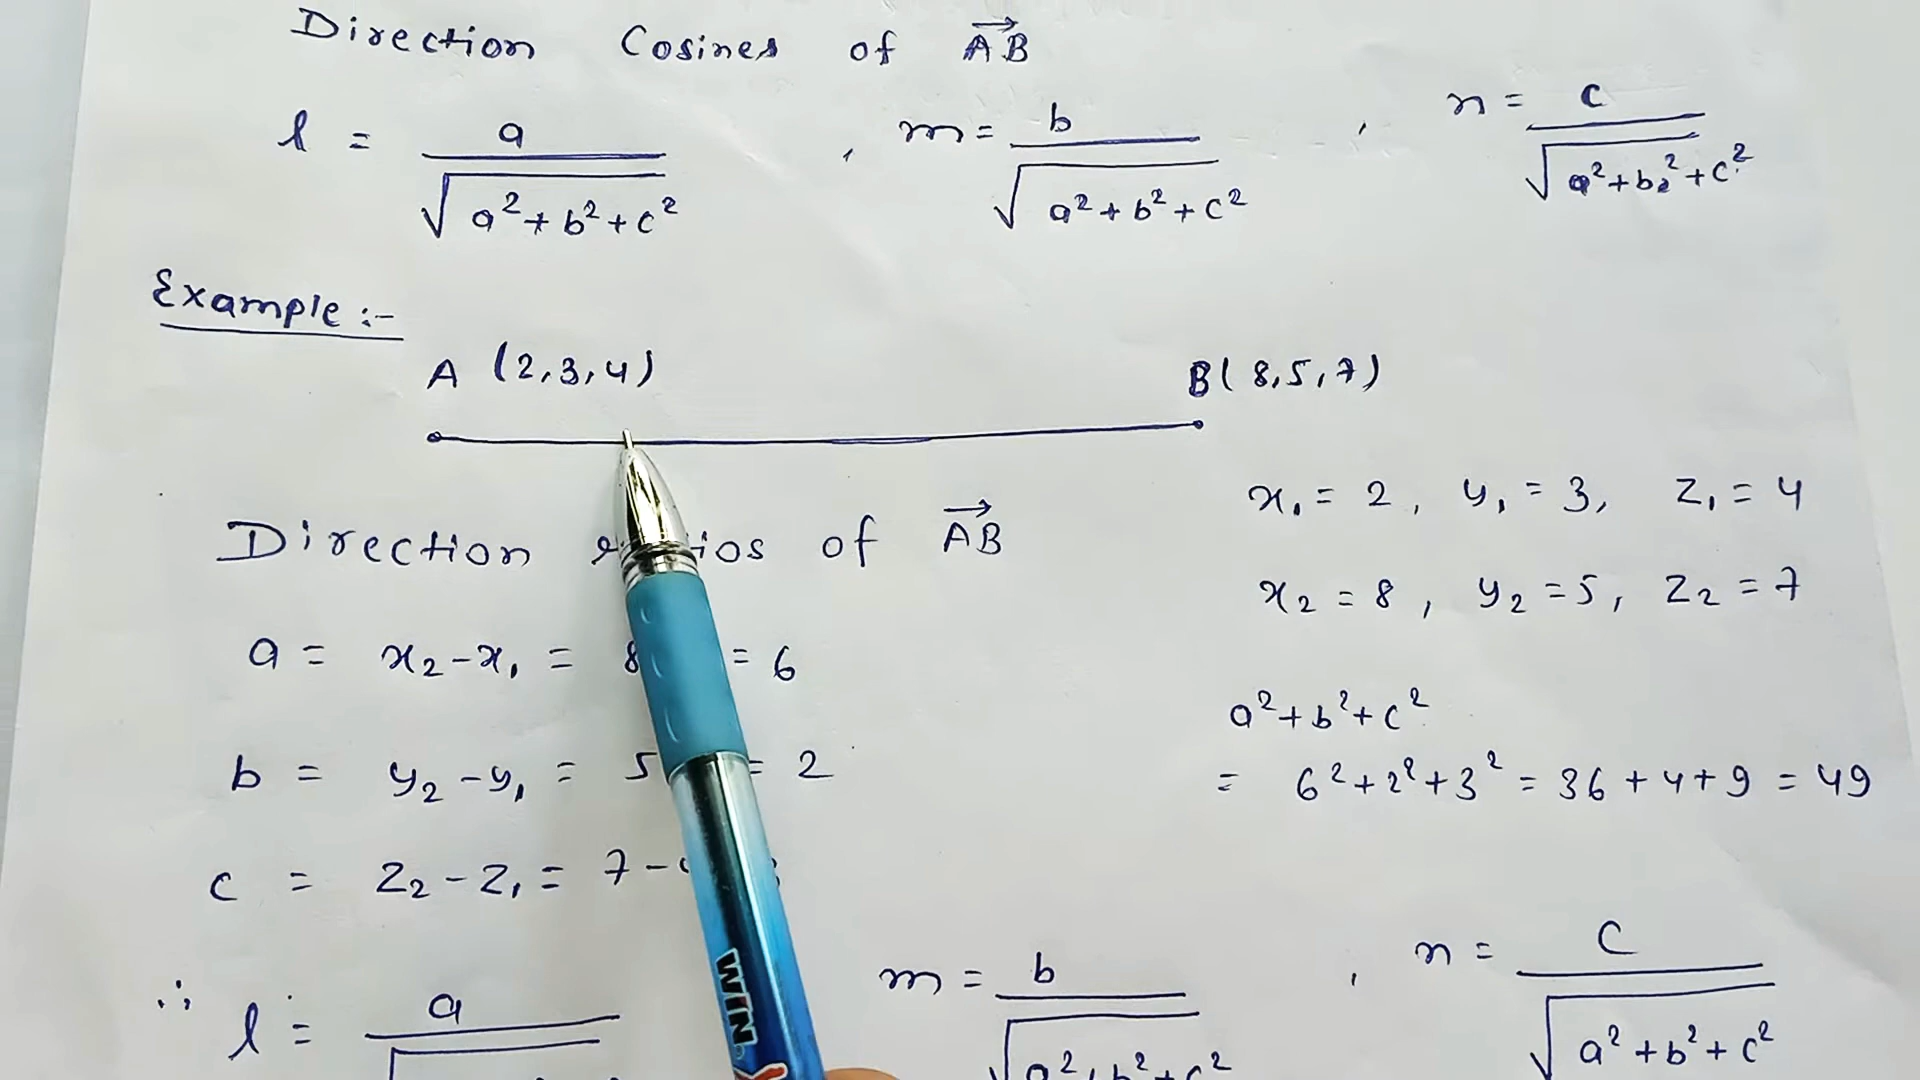 Direction Cosines of AB
l = a / √a²+b²+c² , m = b / √a²+b²+c² , n = c / √a²+b²+c²
Example :-
A (2,3,4) B( 8,5,7)
x₁ = 2 , y₁ = 3, z₁ = 4
Direction of AB
x₂ = 8 , y₂ = 5, z₂ = 7
a = x₂-x₁ = 8 = 6
a²+b²+c²
b = y₂-y₁ = 5 = 2
= 6²+2²+3² = 36+4+9 = 49
c = z₂-z₁ = 7-
∴ l = a
m = b / √a²+b²+c² , n = c / √a²+b²+c²
WIN